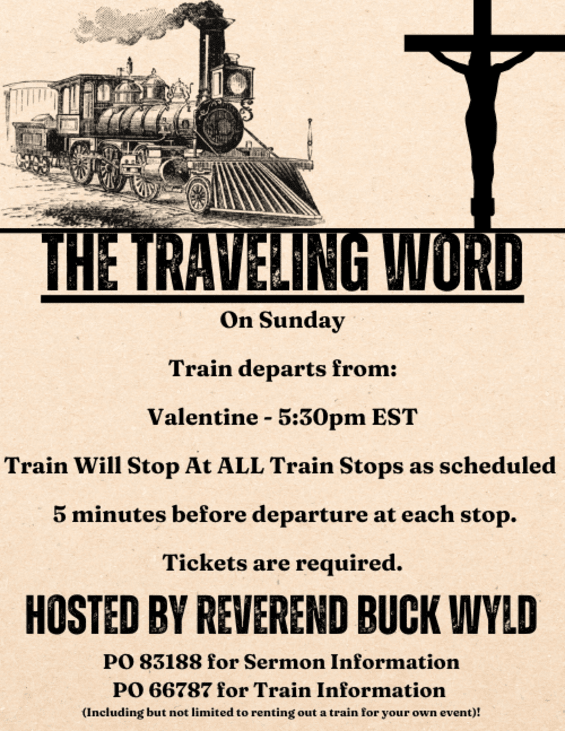 THE TRAVELING WORD
On Sunday
Train departs from:
Valentine - 5:30pm EST
Train Will Stop At ALL Train Stops as scheduled
5 minutes before departure at each stop.
Tickets are required.
HOSTED BY REVEREND BUCK WYLD
PO 83188 for Sermon Information
PO 66787 for Train Information
(Including but not limited to renting out a train for your own event)!